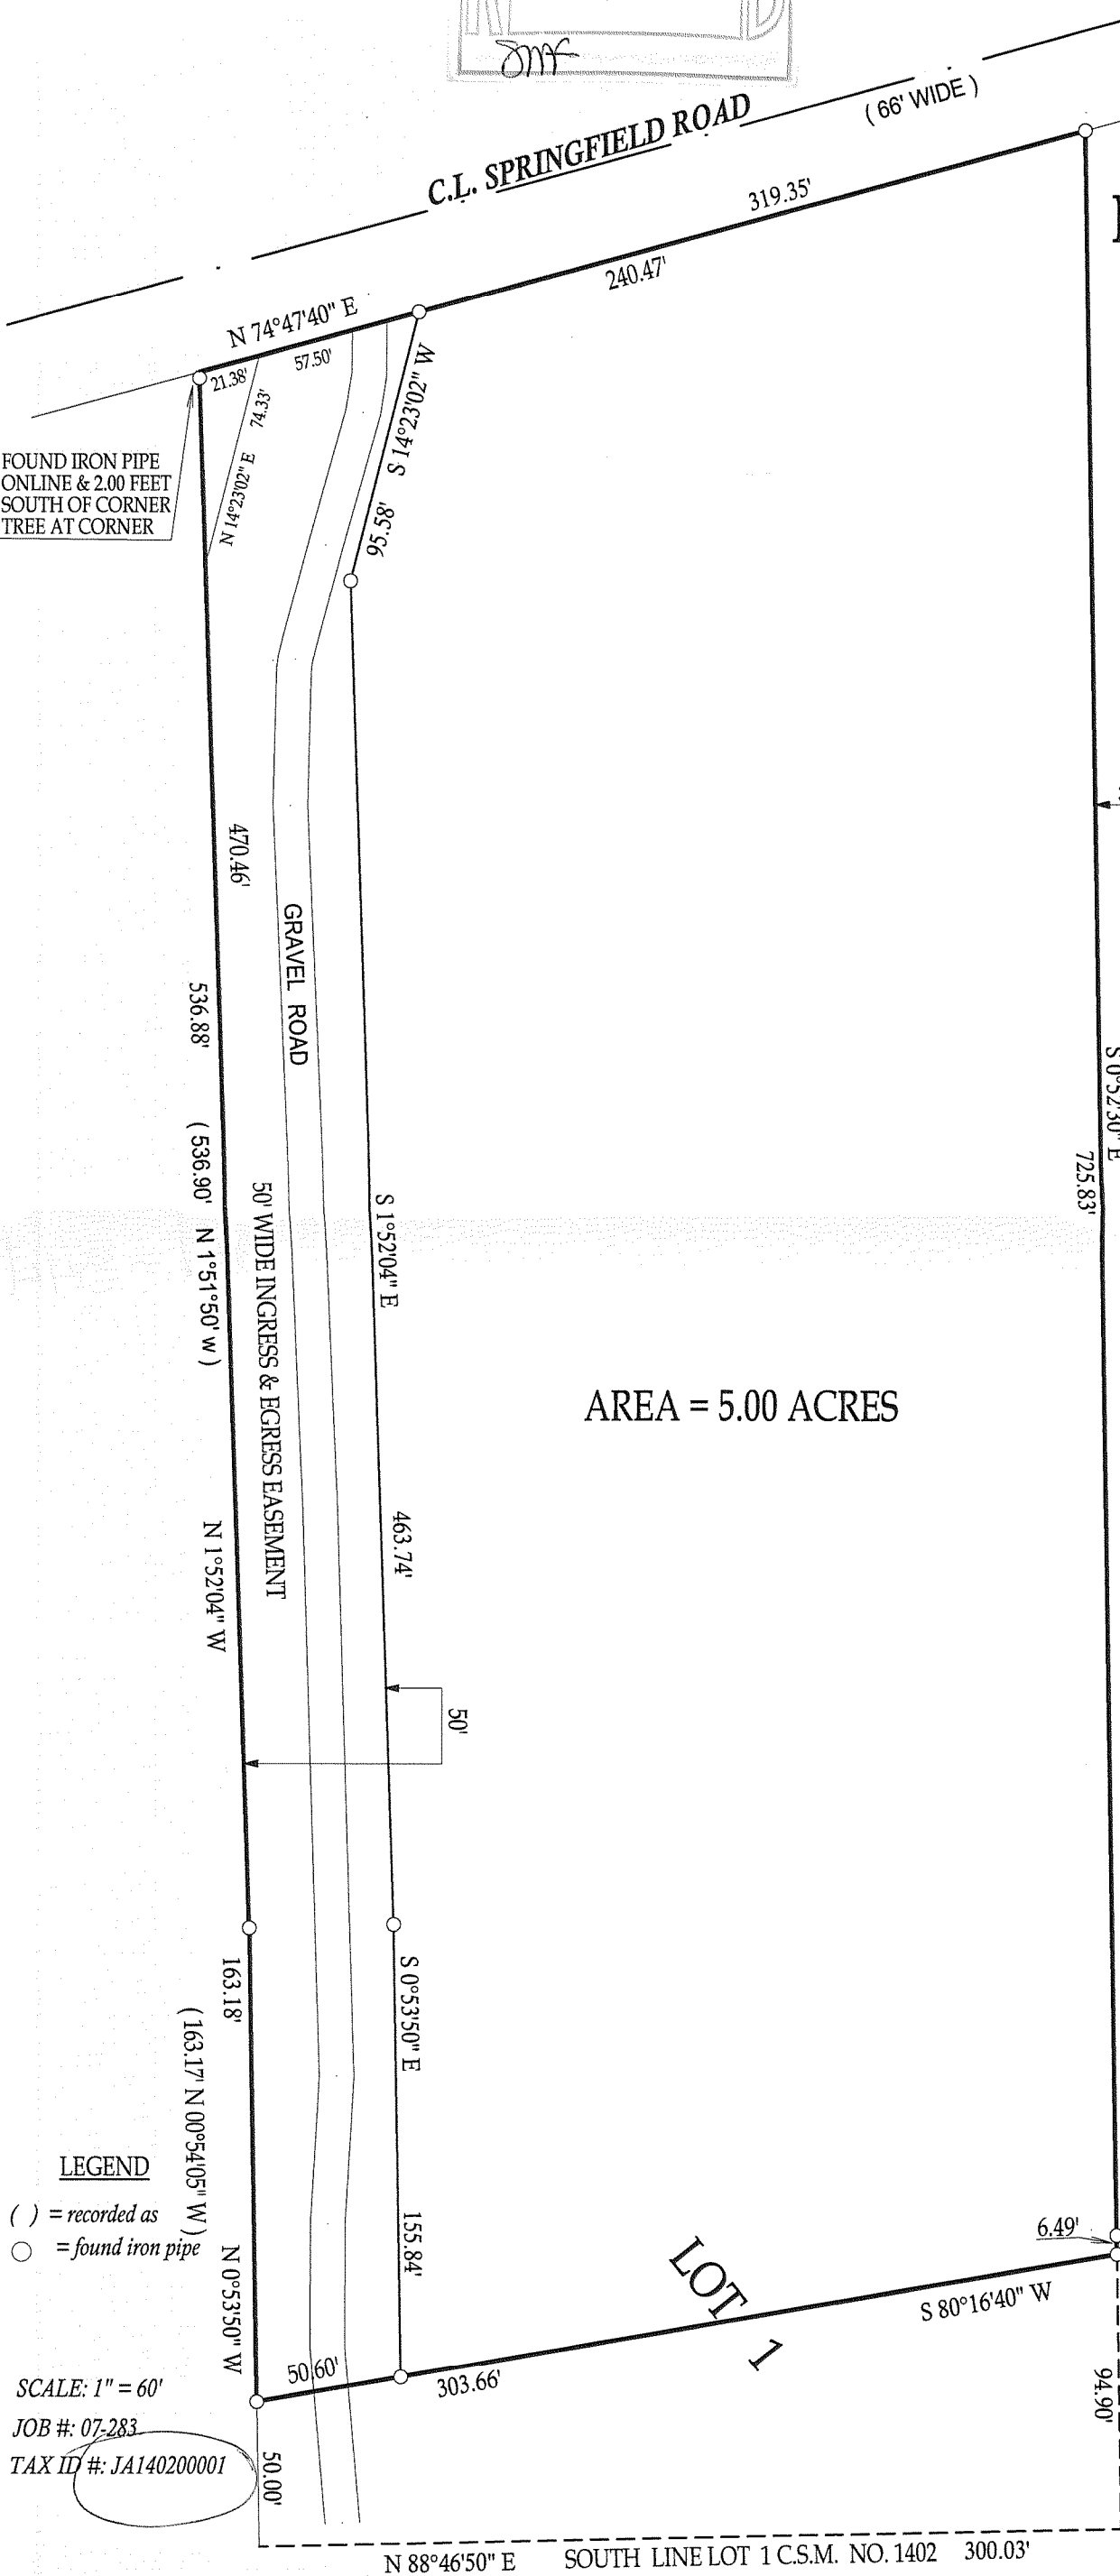 JMF
C.L. SPRINGFIELD ROAD
( 66' WIDE )
319.35'
240.47'
N 74°47'40" E
21.38'
57.50'
N 14°23'02" E 74.33'
95.58' S 14°23'02" W
FOUND IRON PIPE
ONLINE & 2.00 FEET
SOUTH OF CORNER
TREE AT CORNER
470.46'
536.88' ( 536.90' N 1°51°50' W )
N 1°52'04" W
GRAVEL ROAD
50' WIDE INGRESS & EGRESS EASEMENT
S 1°52'04" E
463.74'
50'
S 0°52'30" E
725.83'
AREA = 5.00 ACRES
163.18'
( 163.17' N 00°54'05" W )
N 0°53'50" W
S 0°53'50" E
155.84'
LEGEND
( ) = recorded as
= found iron pipe
6.49'
LOT 1
S 80°16'40" W
50.60'
303.66'
94.90'
50.00'
SCALE: 1" = 60'
JOB #: 07-283
TAX ID #: JA140200001
N 88°46'50" E SOUTH LINE LOT 1 C.S.M. NO. 1402 300.03'